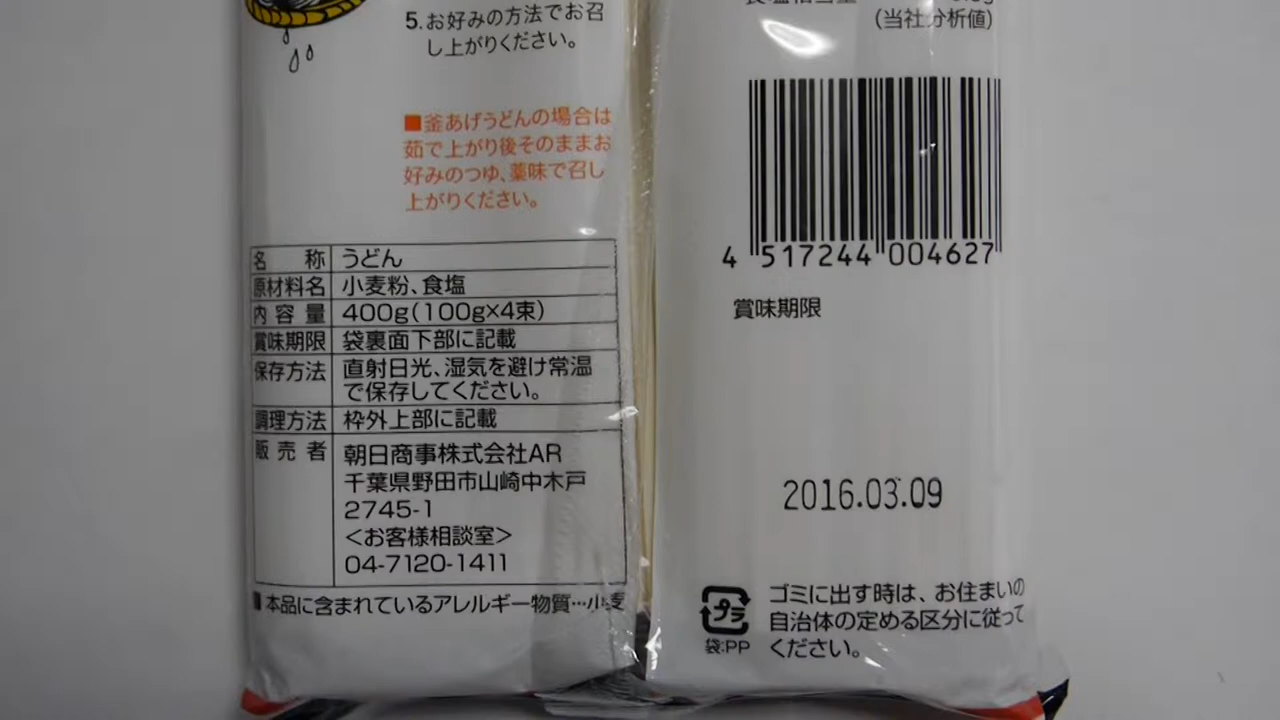 5.お好みの方法でお召
し上がりください。
■釜あげうどんの場合は
茹で上がり後そのままお
好みのつゆ、薬味で召し
上がりください。
名称 うどん
原材料名 小麦粉、食塩
内容量 400g(100g×4束)
賞味期限 袋裏面下部に記載
保存方法 直射日光、湿気を避け常温
で保存してください。
調理方法 枠外上部に記載
販売者 朝日商事株式会社AR
千葉県野田市山崎中木戸
2745-1
<お客様相談室>
04-7120-1411
■本品に含まれているアレルギー物質…小麦
(当社分析値)
4 517244 004627
賞味期限
2016.03.09
プラ
袋:PP
ゴミに出す時は、お住まいの
自治体の定める区分に従って
ください。